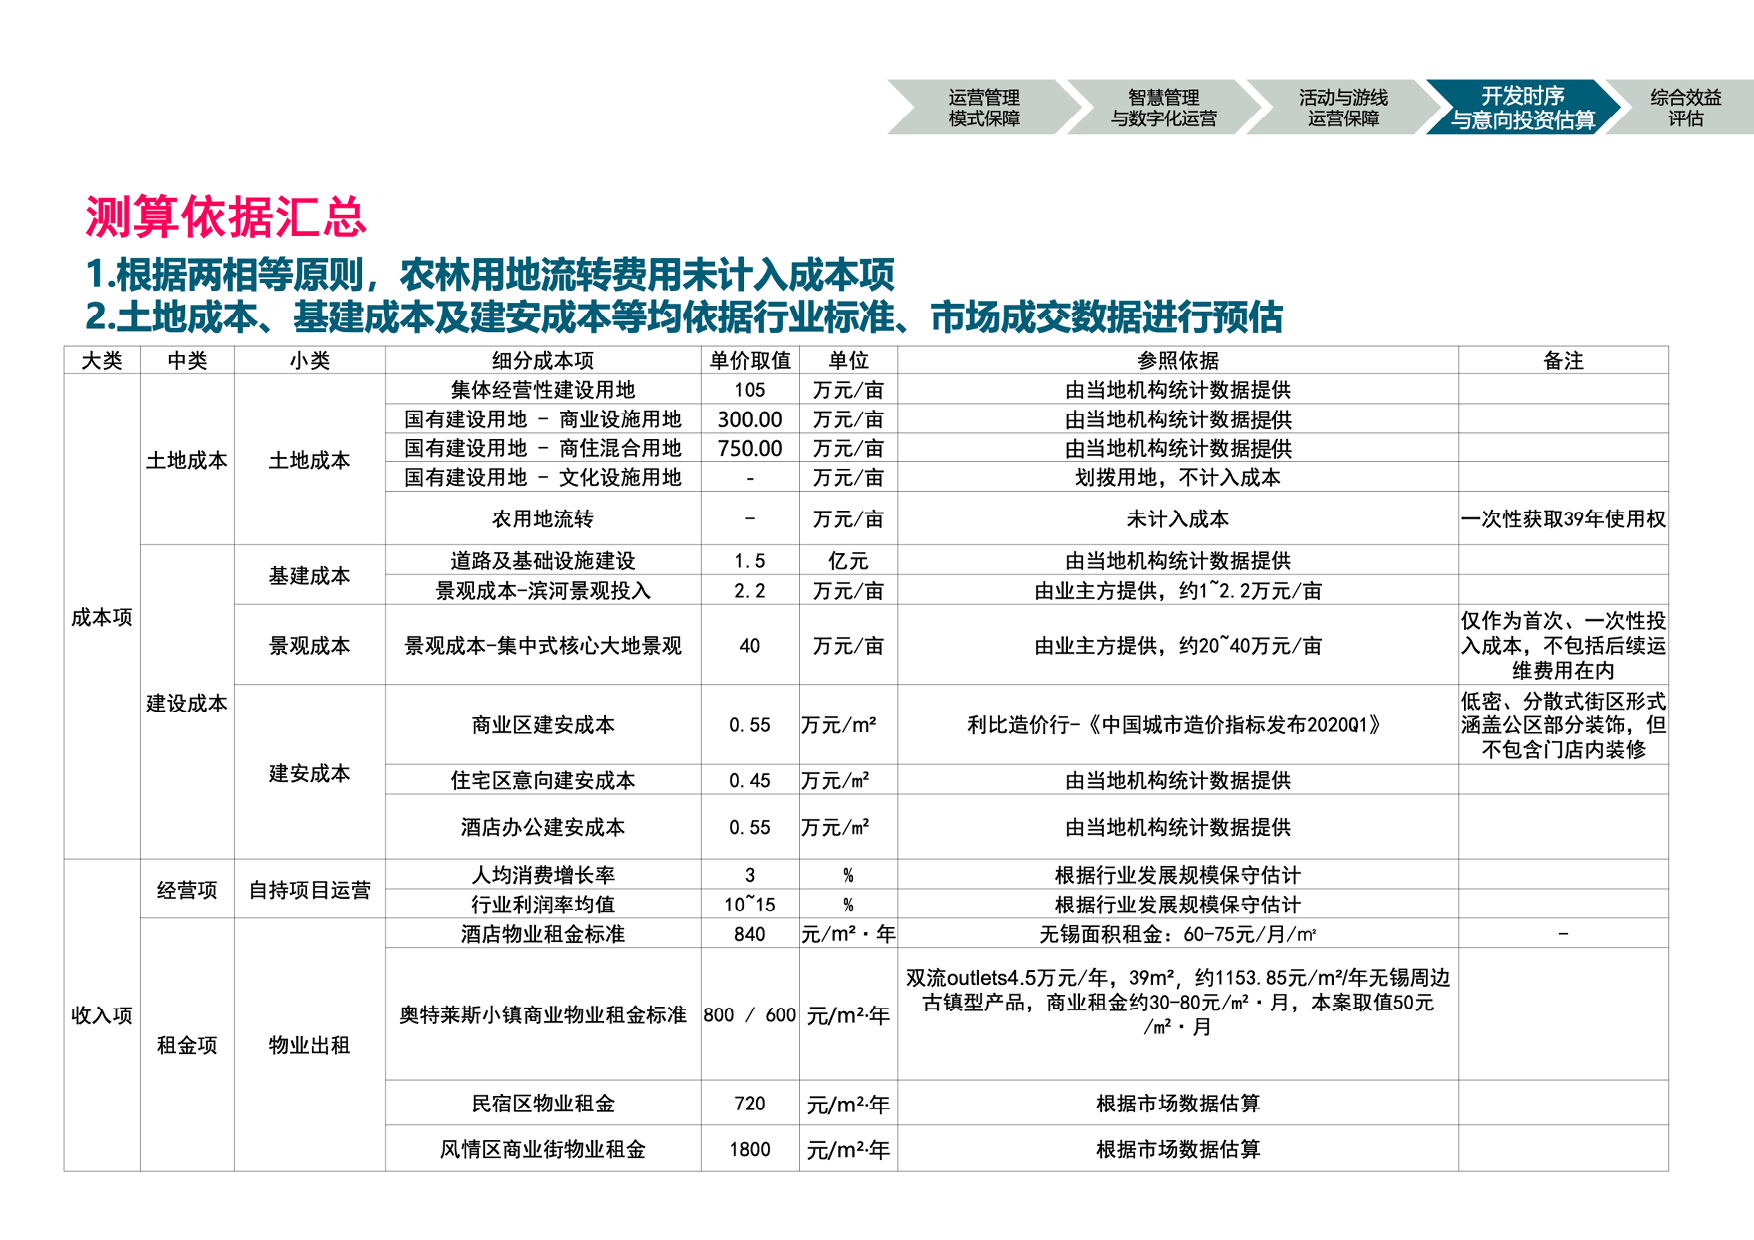 运营管理
模式保障
智慧管理
与数字化运营
活动与游线
运营保障
开发时序
与意向投资估算
综合效益
评估
测算依据汇总
1.根据两相等原则，农林用地流转费用未计入成本项
2.土地成本、基建成本及建安成本等均依据行业标准、市场成交数据进行预估
大类 中类 小类 细分成本项 单价取值 单位 参照依据 备注
成本项 土地成本 土地成本 集体经营性建设用地 105 万元/亩 由当地机构统计数据提供
国有建设用地 - 商业设施用地 300.00 万元/亩 由当地机构统计数据提供
国有建设用地 - 商住混合用地 750.00 万元/亩 由当地机构统计数据提供
国有建设用地 - 文化设施用地 - 万元/亩 划拨用地，不计入成本
农用地流转 - 万元/亩 未计入成本 一次性获取39年使用权
建设成本 基建成本 道路及基础设施建设 1.5 亿元 由当地机构统计数据提供
景观成本-滨河景观投入 2.2 万元/亩 由业主方提供，约1~2.2万元/亩
景观成本 景观成本-集中式核心大地景观 40 万元/亩 由业主方提供，约20~40万元/亩 仅作为首次、一次性投
入成本，不包括后续运
维费用在内
建安成本 商业区建安成本 0.55 万元/m² 利比造价行-《中国城市造价指标发布2020Q1》 低密、分散式街区形式
涵盖公区部分装饰，但
不包含门店内装修
住宅区意向建安成本 0.45 万元/㎡ 由当地机构统计数据提供
酒店办公建安成本 0.55 万元/㎡ 由当地机构统计数据提供
收入项 经营项 自持项目运营 人均消费增长率 3 % 根据行业发展规模保守估计
行业利润率均值 10~15 % 根据行业发展规模保守估计
租金项 物业出租 酒店物业租金标准 840 元/m²·年 无锡面积租金：60-75元/月/㎡ -
奥特莱斯小镇商业物业租金标准 800 / 600 元/m²·年 双流outlets4.5万元/年，39m²，约1153.85元/m²/年无锡周边
古镇型产品，商业租金约30-80元/㎡·月，本案取值50元
/㎡·月
民宿区物业租金 720 元/m²·年 根据市场数据估算
风情区商业街物业租金 1800 元/m²·年 根据市场数据估算